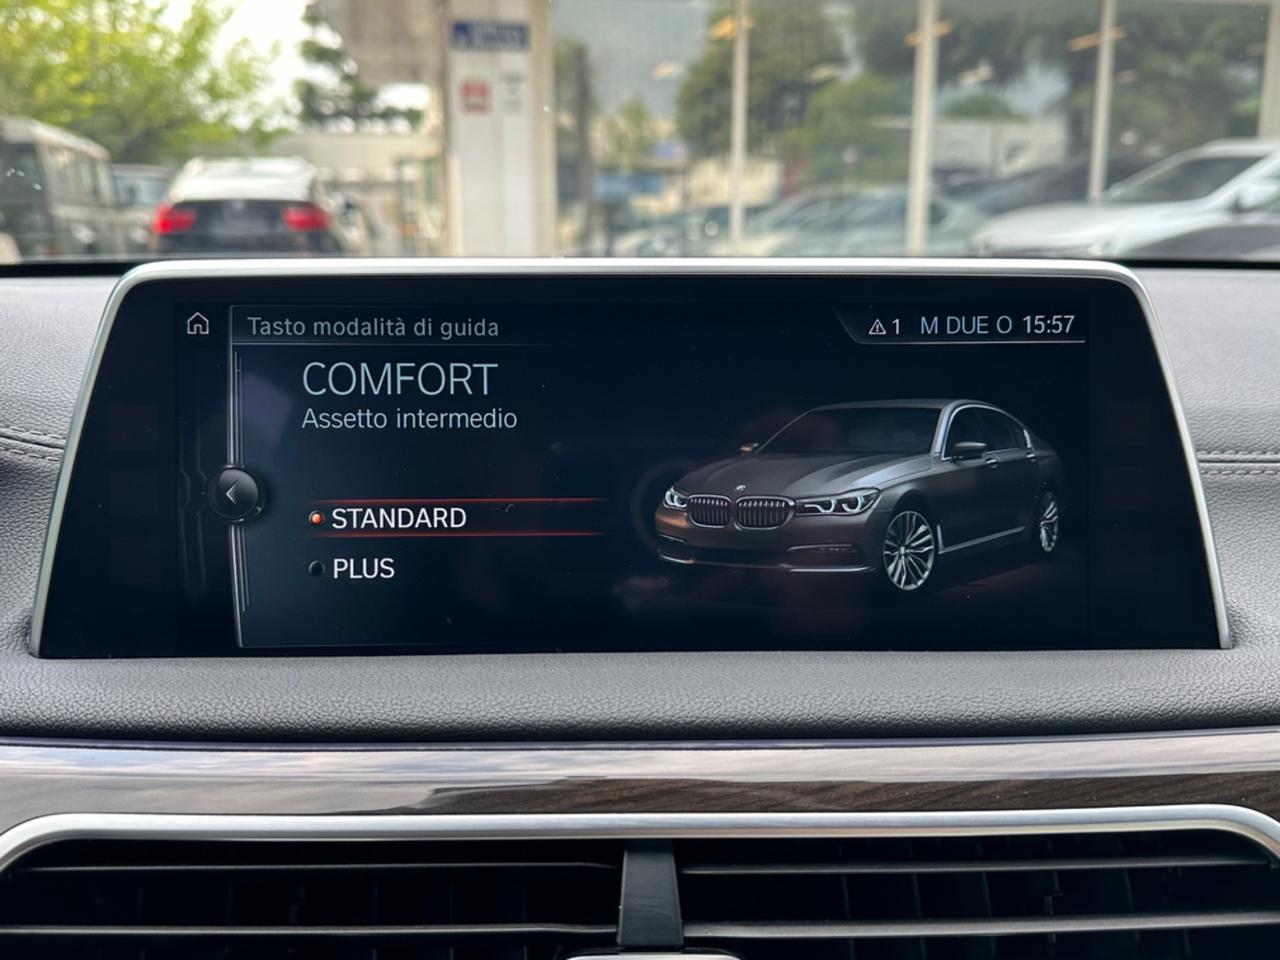 Tasto modalità di guida
1 M DUE O 15:57
COMFORT
Assetto intermedio
STANDARD
PLUS